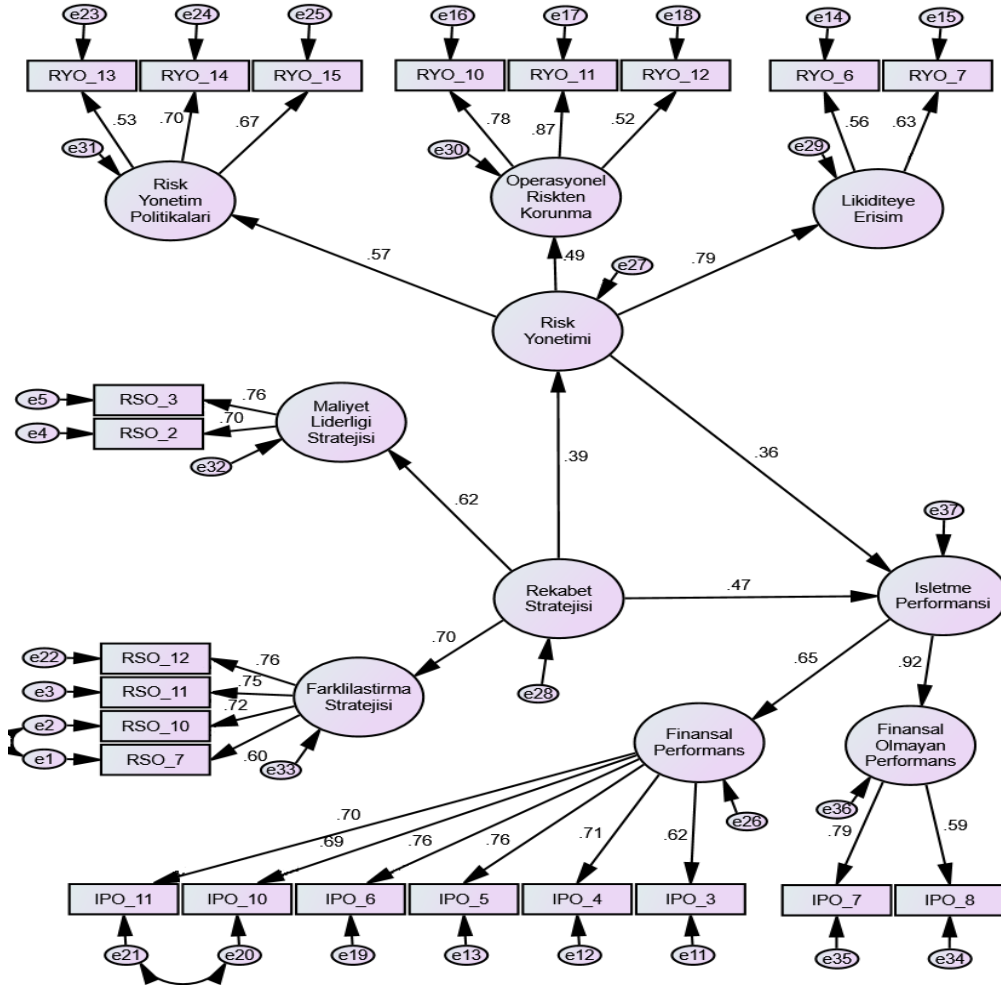 e23 e24 e25 e16 e17 e18 e14 e15
RYO_13 RYO_14 RYO_15 RYO_10 RYO_11 RYO_12 RYO_6 RYO_7
.53 .70 .67 .78 .87 .52 .56 .63
e31 e30 e29
Risk
Yonetim
Politikalari
Operasyonel
Riskten
Korunma
Likiditeye
Erisim
.57 .49 .79
e27
Risk
Yonetimi
e5 RSO_3 .76
e4 RSO_2 .70
e32
Maliyet
Liderligi
Stratejisi
.39 .36
.62
e37
Rekabet
Stratejisi
.47
Isletme
Performansi
.70
e28
e22 RSO_12 .76
e3 RSO_11 .75
e2 RSO_10 .72
e1 RSO_7 .60
e33
Farklilastirma
Stratejisi
.65 .92
Finansal
Performans
Finansal
Olmayan
Performans
e26 e36
.70 .69 .76 .76 .71 .62 .79 .59
IPO_11 IPO_10 IPO_6 IPO_5 IPO_4 IPO_3 IPO_7 IPO_8
e21 e20 e19 e13 e12 e11 e35 e34